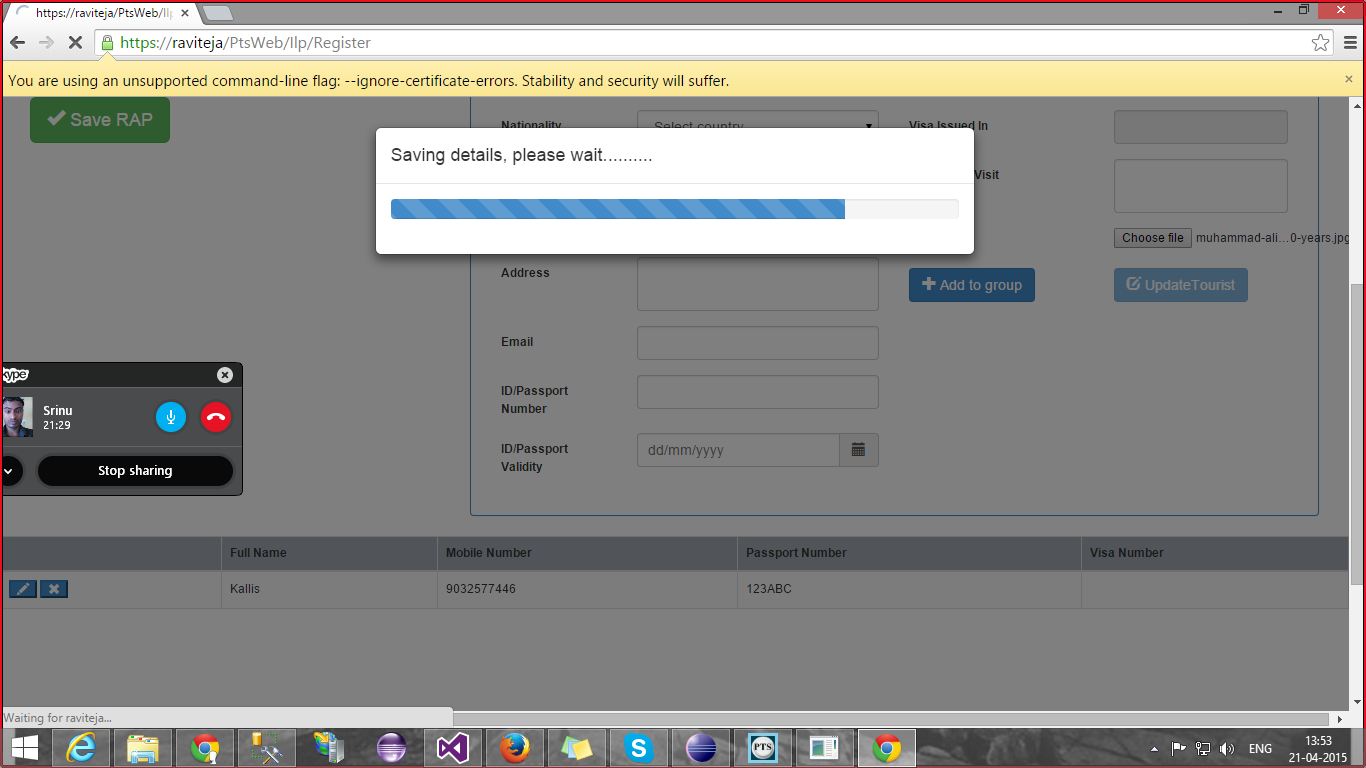 https://raviteja/PtsWeb/Ilp
https://raviteja/PtsWeb/Ilp/Register
You are using an unsupported command-line flag: --ignore-certificate-errors. Stability and security will suffer.
Save RAP
Nationality
Select country
Visa Issued In
Saving details, please wait..........
Visit
Choose file muhammad-ali...0-years.jpg
Address
Add to group
UpdateTourist
Email
kype
Srinu
21:29
Stop sharing
ID/Passport
Number
ID/Passport
Validity
dd/mm/yyyy
Full Name Mobile Number Passport Number Visa Number
Kallis 9032577446 123ABC
Waiting for raviteja...
PTS
ENG
13:53
21-04-2015